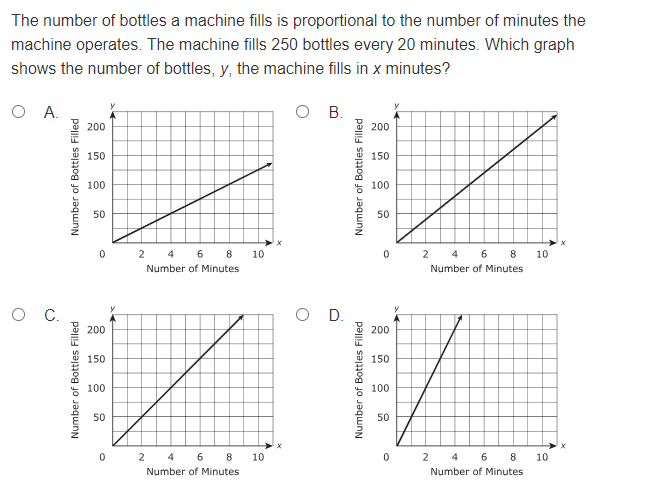 The number of bottles a machine fills is proportional to the number of minutes the
machine operates. The machine fills 250 bottles every 20 minutes. Which graph
shows the number of bottles, y, the machine fills in x minutes?
A.
y
Number of Bottles Filled
200
150
100
50
0 2 4 6 8 10
x
Number of Minutes
B.
y
Number of Bottles Filled
200
150
100
50
0 2 4 6 8 10
x
Number of Minutes
C.
y
Number of Bottles Filled
200
150
100
50
0 2 4 6 8 10
x
Number of Minutes
D.
y
Number of Bottles Filled
200
150
100
50
0 2 4 6 8 10
x
Number of Minutes